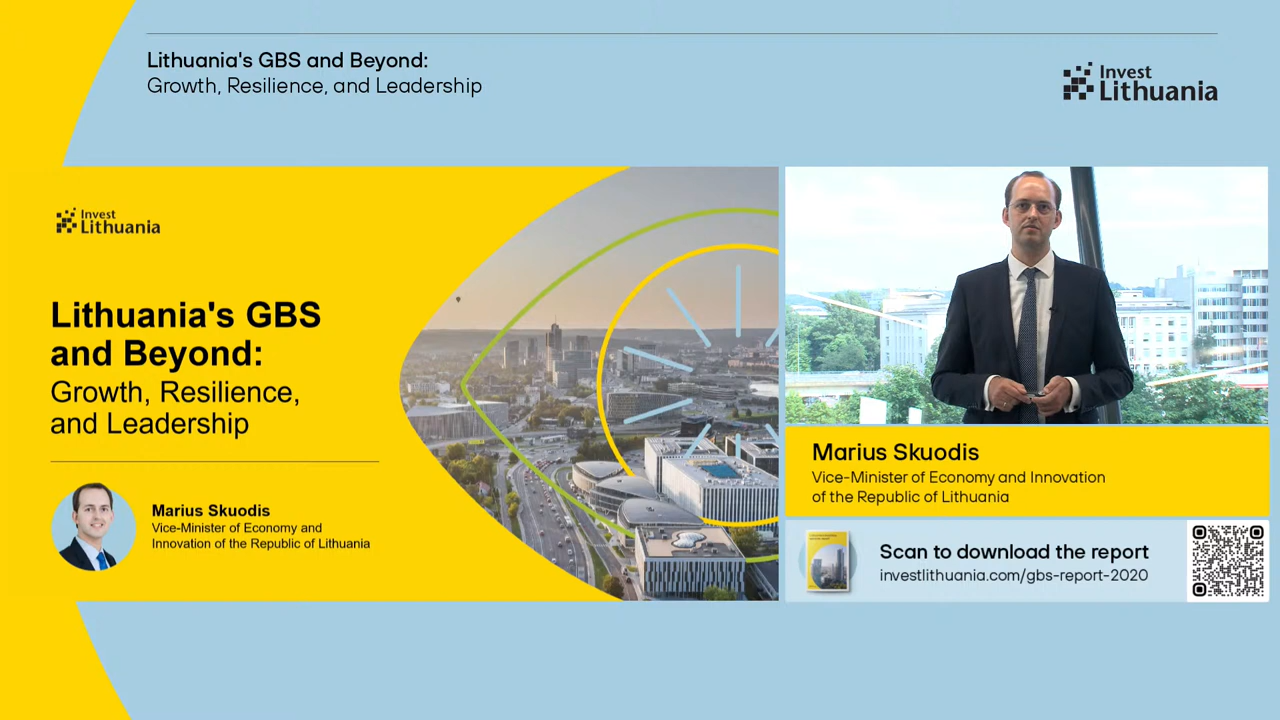 Lithuania's GBS and Beyond:
Growth, Resilience, and Leadership
Invest
Lithuania
Invest
Lithuania
Lithuania's GBS
and Beyond:
Growth, Resilience,
and Leadership
Marius Skuodis
Vice-Minister of Economy and
Innovation of the Republic of Lithuania
Marius Skuodis
Vice-Minister of Economy and Innovation
of the Republic of Lithuania
Scan to download the report
investlithuania.com/gbs-report-2020